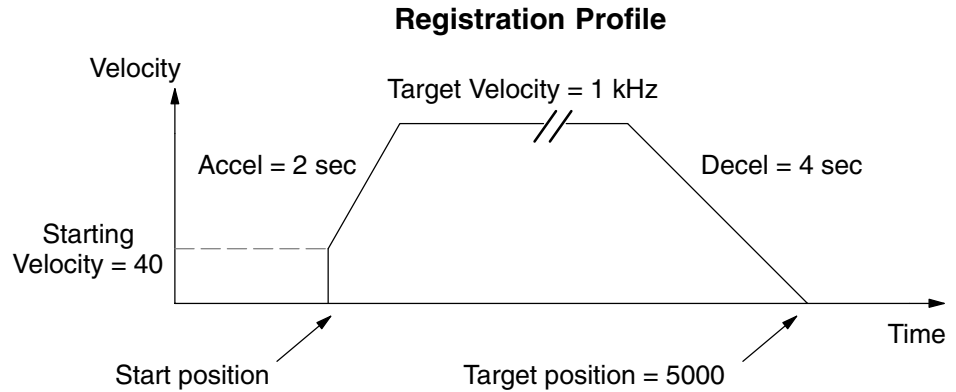 Registration Profile
Velocity
Target Velocity = 1 kHz
Accel = 2 sec
Decel = 4 sec
Starting
Velocity = 40
Time
Start position
Target position = 5000